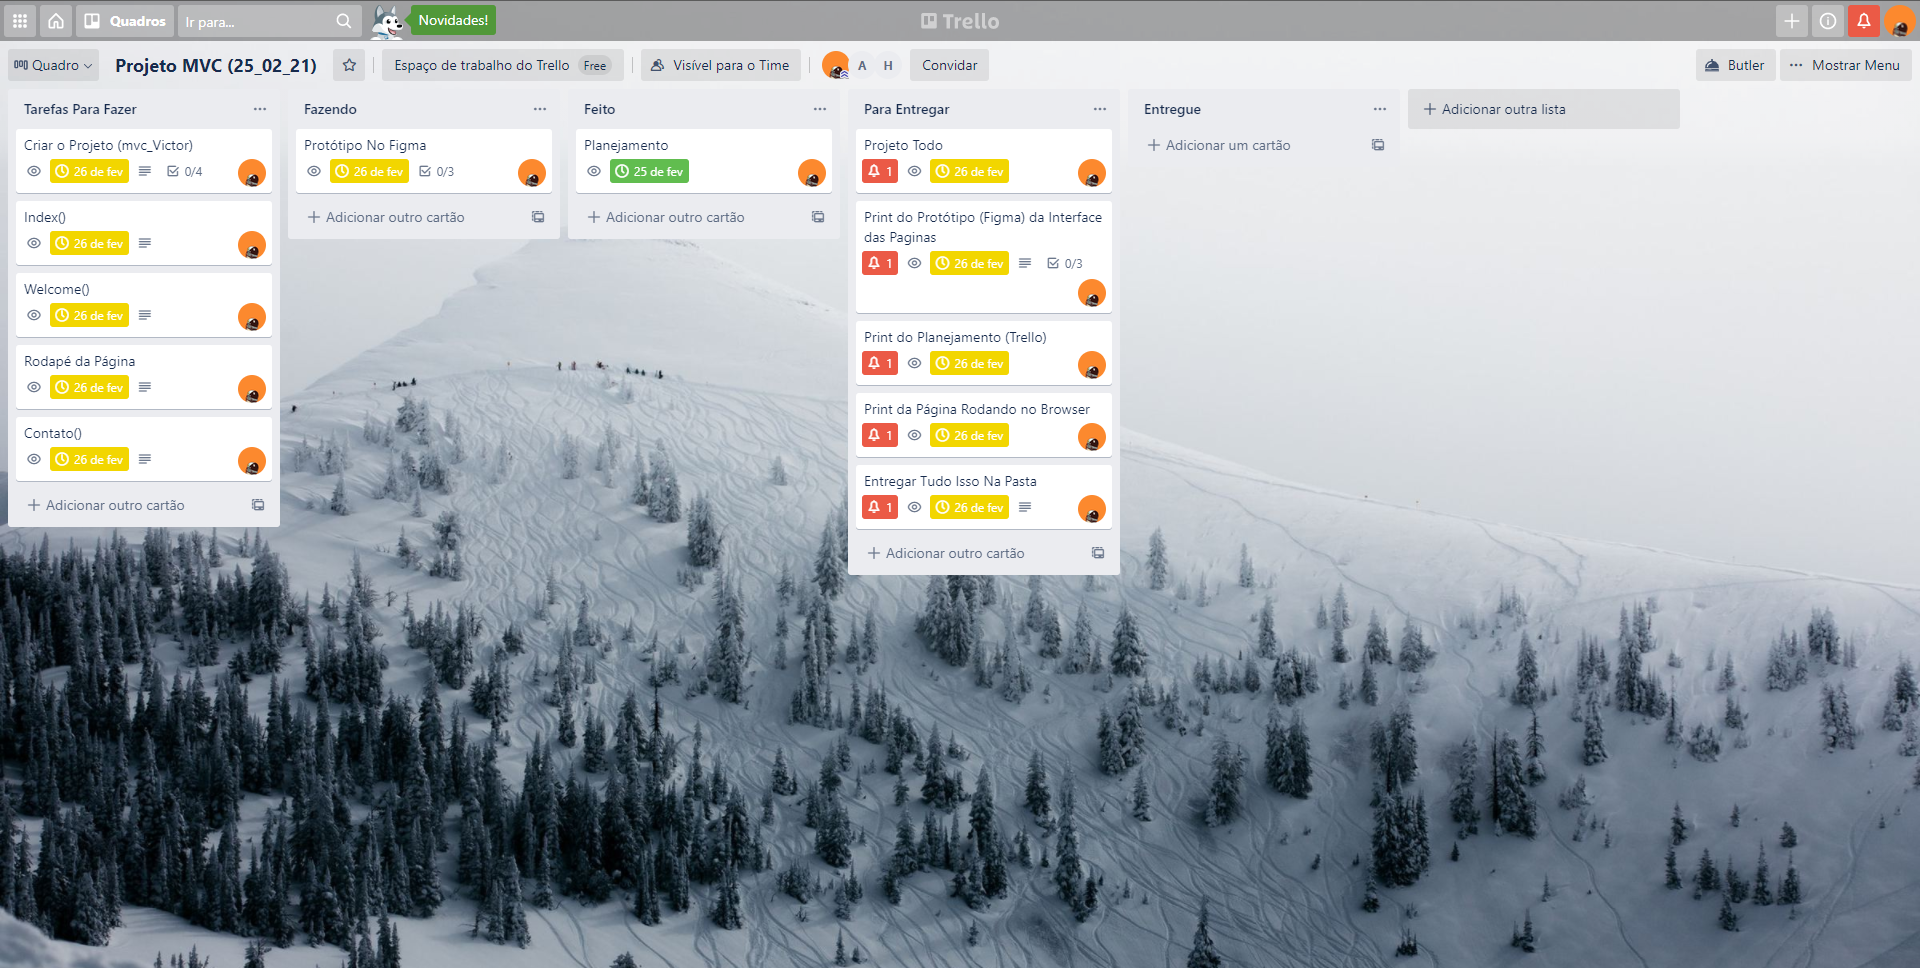 Quadros
Ir para...
Novidades!
Trello
Quadro
Projeto MVC (25_02_21)
Espaço de trabalho do Trello
Free
Visível para o Time
A
H
Convidar
Butler
Mostrar Menu
Tarefas Para Fazer
Criar o Projeto (mvc_Victor)
26 de fev
0/4
Index()
26 de fev
Welcome()
26 de fev
Rodapé da Página
26 de fev
Contato()
26 de fev
Adicionar outro cartão
Fazendo
Protótipo No Figma
26 de fev
0/3
Adicionar outro cartão
Feito
Planejamento
25 de fev
Adicionar outro cartão
Para Entregar
Projeto Todo
1
26 de fev
Print do Protótipo (Figma) da Interface
das Paginas
1
26 de fev
0/3
Print do Planejamento (Trello)
1
26 de fev
Print da Página Rodando no Browser
1
26 de fev
Entregar Tudo Isso Na Pasta
1
26 de fev
Adicionar outro cartão
Entregue
Adicionar um cartão
Adicionar outra lista